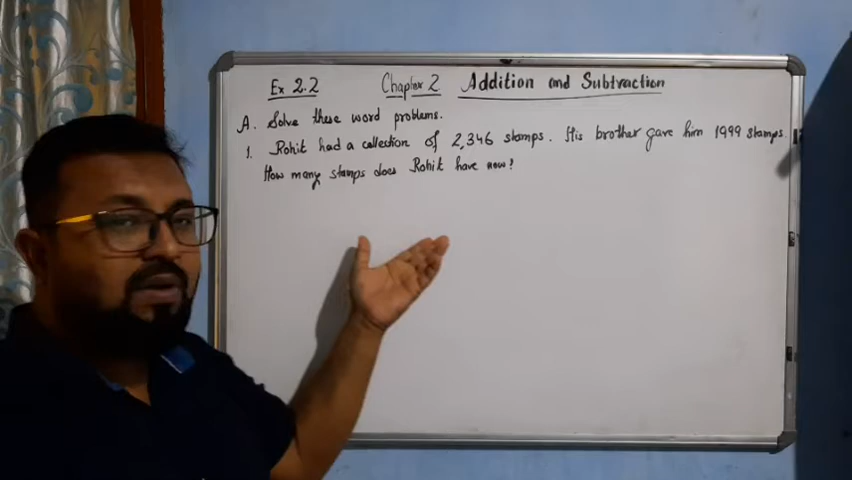 Ex 2.2 Chapter 2 Addition and Subtraction
A. Solve these word problems.
1. Rohit had a collection of 2,346 stamps. His brother gave him 1999 stamps.
How many stamps does Rohit have now?